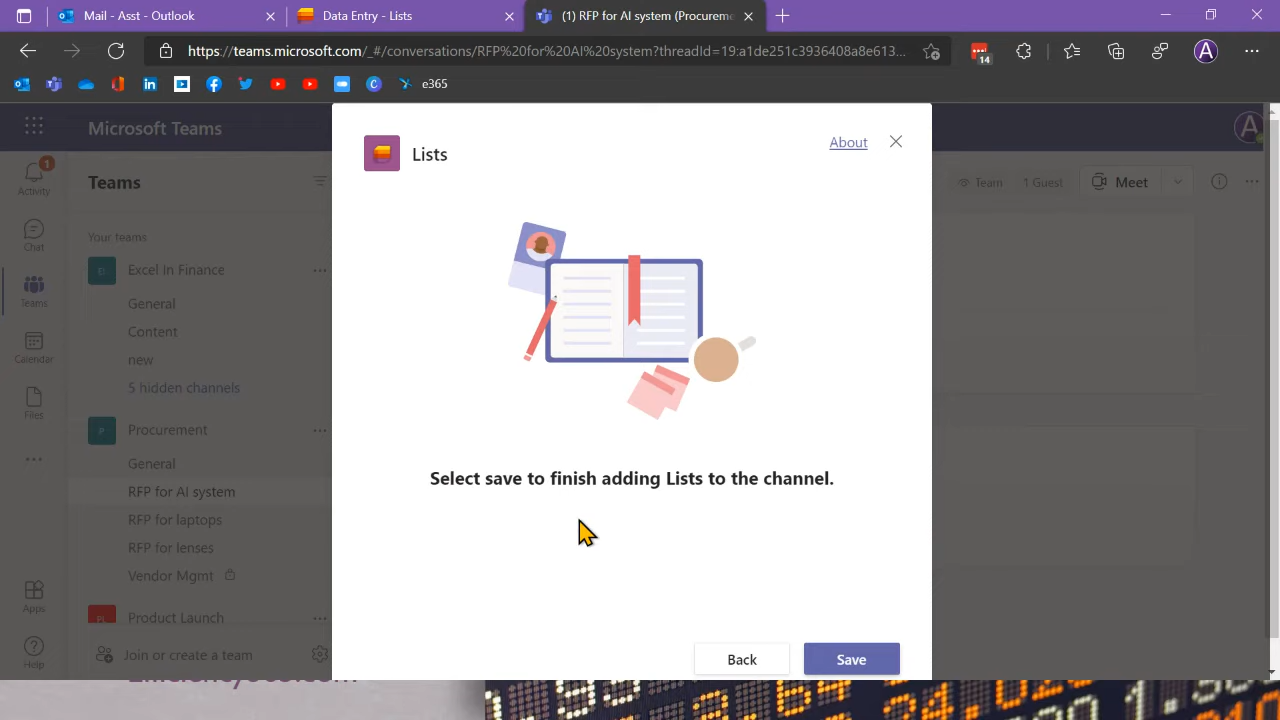 Mail - Asst - Outlook
Data Entry - Lists
(1) RFP for AI system (Procurem
https://teams.microsoft.com/_#/conversations/RFP%20for%20AI%20system?threadId=19:a1de251c3936408a8e613...
14
A
e365
Microsoft Teams
A
Lists
About
Activity
1
Teams
Team
1 Guest
Meet
Chat
Your teams
Excel In Finance
Teams
General
Content
Calendar
new
5 hidden channels
Files
P
Procurement
General
Select save to finish adding Lists to the channel.
RFP for AI system
RFP for laptops
RFP for lenses
Vendor Mgmt
Apps
Product Launch
Join or create a team
Help
Back
Save